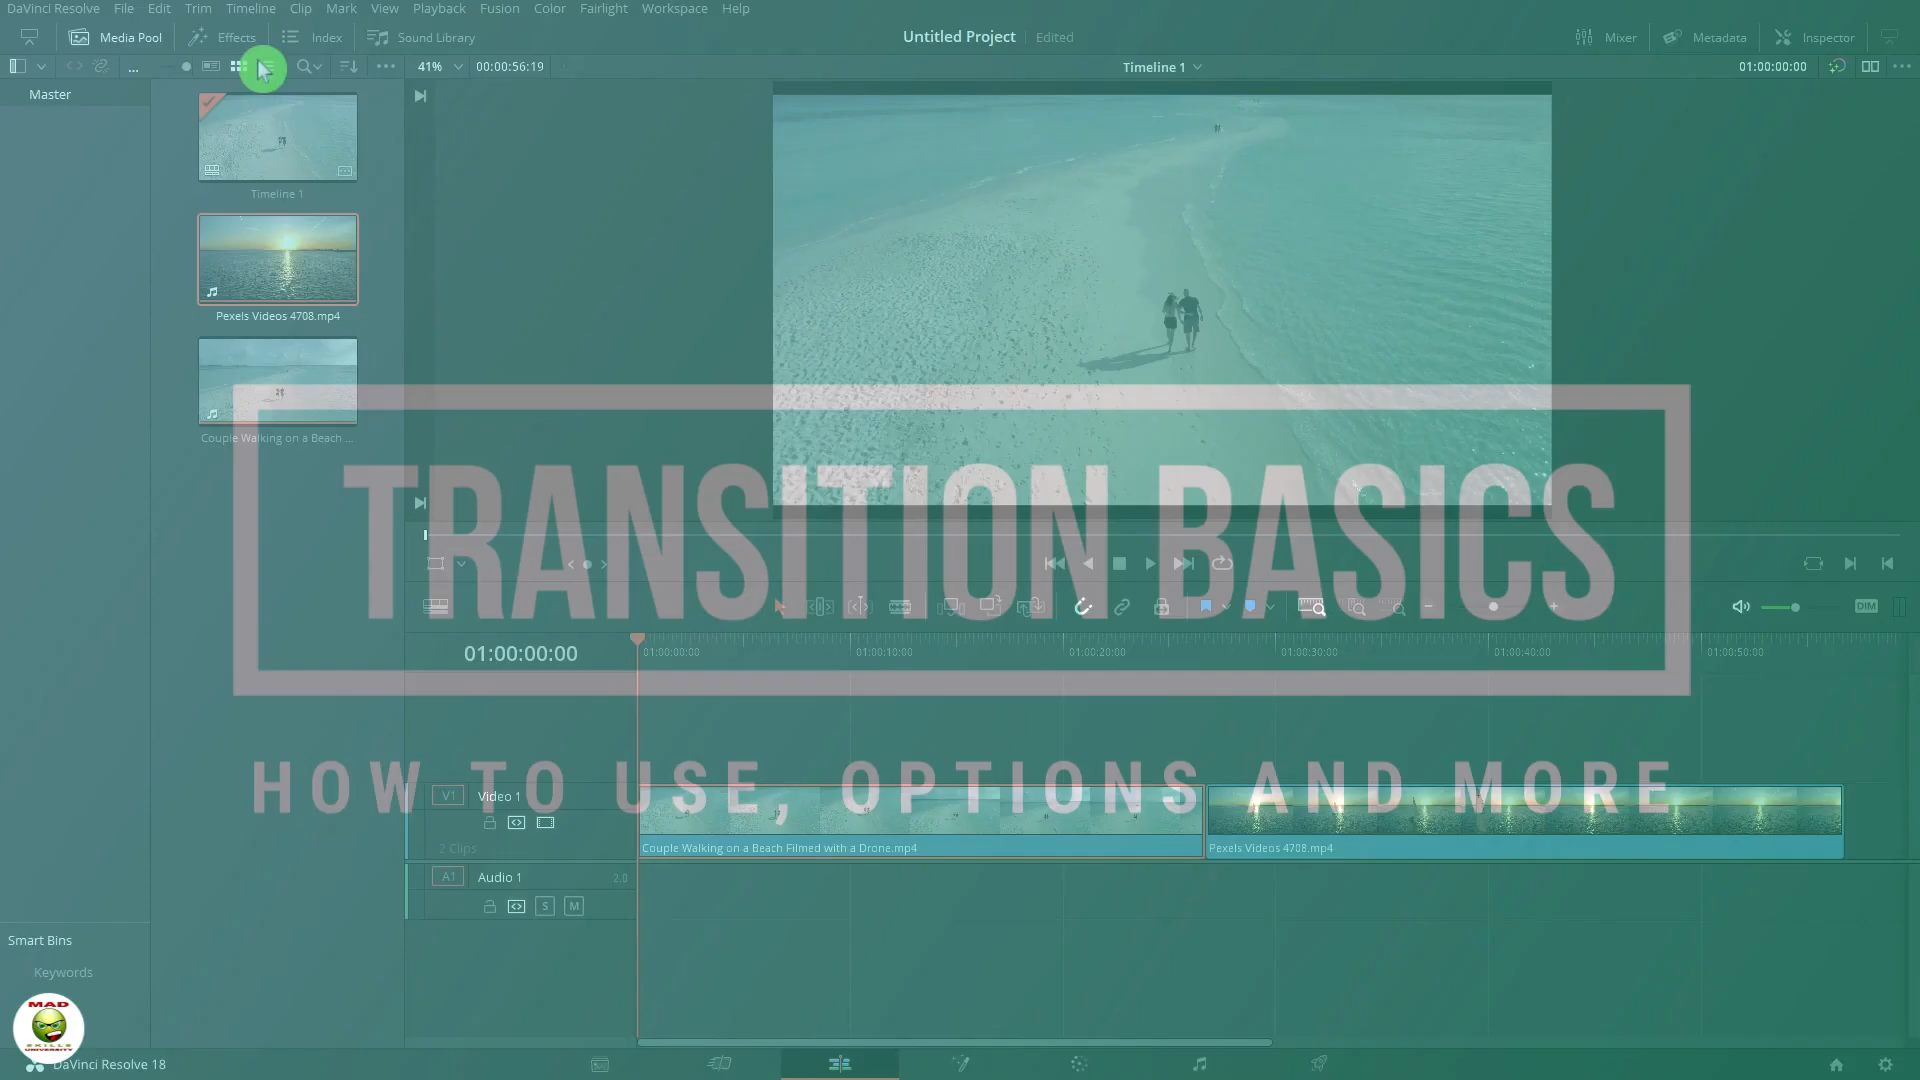 DaVinci Resolve File Edit Trim Timeline Clip Mark View Playback Fusion Color Fairlight Workspace Help
Media Pool Effects Index Sound Library Untitled Project Edited Mixer Metadata Inspector
... 41% 00:00:56:19 Timeline 1 01:00:00:00
Master
Timeline 1
Pexels Videos 4708.mp4
Couple Walking on a Beach ...
TRANSITION BASICS
01:00:00:00 01:00:00:00 01:00:10:00 01:00:20:00 01:00:30:00 01:00:40:00 01:00:50:00
DIM
HOW TO USE, OPTIONS AND MORE
V1 Video 1
2 Clips
Couple Walking on a Beach Filmed with a Drone.mp4 Pexels Videos 4708.mp4
A1 Audio 1 2.0
S M
Smart Bins
Keywords
MAD
SKILLS
UNIVERSITY
DaVinci Resolve 18